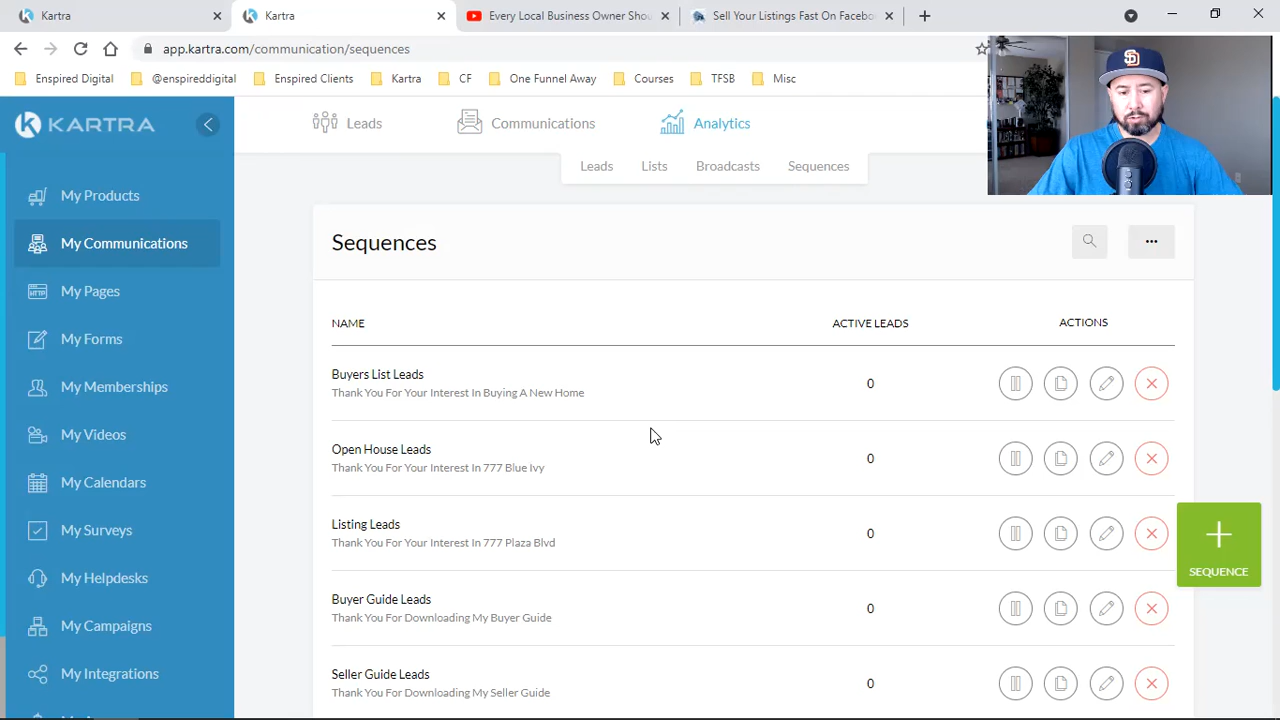 Kartra
Kartra
Every Local Business Owner Shou
Sell Your Listings Fast On Facebo
app.kartra.com/communication/sequences
Enspired Digital
@enspireddigital
Enspired Clients
Kartra
CF
One Funnel Away
Courses
TFSB
Misc
KARTRA
Leads
Communications
Analytics
Leads
Lists
Broadcasts
Sequences
My Products
My Communications
My Pages
My Forms
My Memberships
My Videos
My Calendars
My Surveys
My Helpdesks
My Campaigns
My Integrations
Sequences
NAME
ACTIVE LEADS
ACTIONS
Buyers List Leads
Thank You For Your Interest In Buying A New Home
0
Open House Leads
Thank You For Your Interest In 777 Blue Ivy
0
Listing Leads
Thank You For Your Interest In 777 Plaza Blvd
0
Buyer Guide Leads
Thank You For Downloading My Buyer Guide
0
Seller Guide Leads
Thank You For Downloading My Seller Guide
0
SEQUENCE